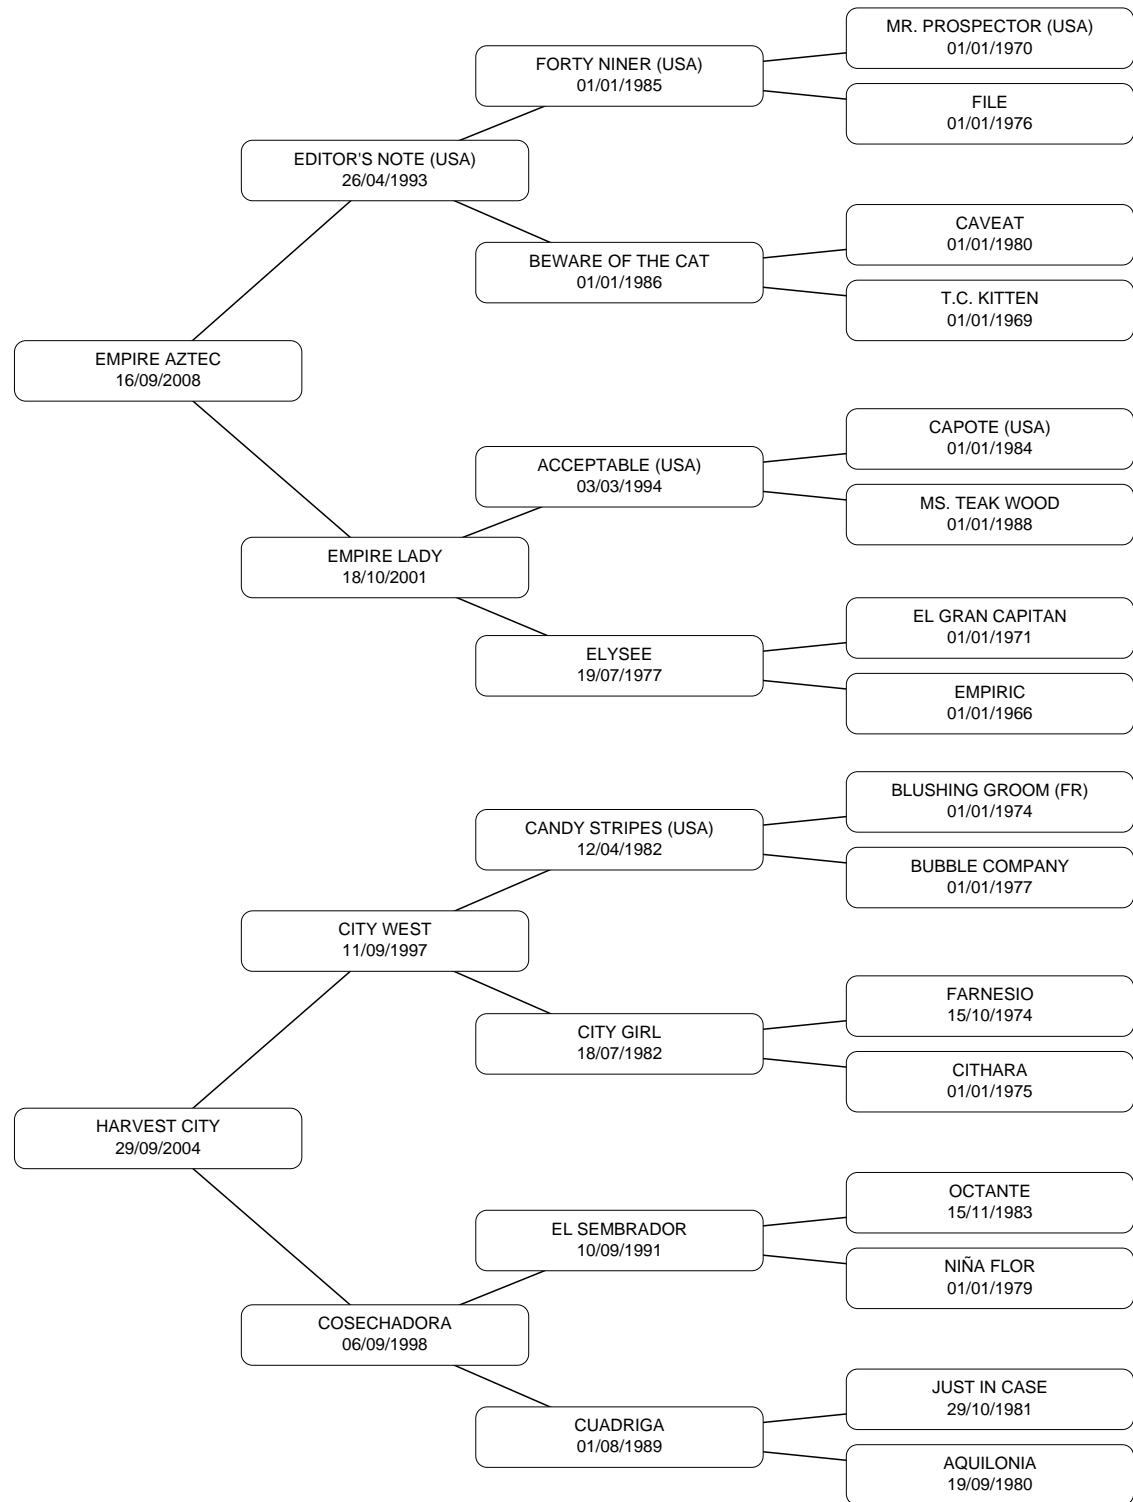 MR. PROSPECTOR (USA)
01/01/1970
FORTY NINER (USA)
01/01/1985
FILE
01/01/1976
EDITOR'S NOTE (USA)
26/04/1993
CAVEAT
01/01/1980
BEWARE OF THE CAT
01/01/1986
T.C. KITTEN
01/01/1969
EMPIRE AZTEC
16/09/2008
CAPOTE (USA)
01/01/1984
ACCEPTABLE (USA)
03/03/1994
MS. TEAK WOOD
01/01/1988
EMPIRE LADY
18/10/2001
EL GRAN CAPITAN
01/01/1971
ELYSEE
19/07/1977
EMPIRIC
01/01/1966
BLUSHING GROOM (FR)
01/01/1974
CANDY STRIPES (USA)
12/04/1982
BUBBLE COMPANY
01/01/1977
CITY WEST
11/09/1997
FARNESIO
15/10/1974
CITY GIRL
18/07/1982
CITHARA
01/01/1975
HARVEST CITY
29/09/2004
OCTANTE
15/11/1983
EL SEMBRADOR
10/09/1991
NIÑA FLOR
01/01/1979
COSECHADORA
06/09/1998
JUST IN CASE
29/10/1981
CUADRIGA
01/08/1989
AQUILONIA
19/09/1980